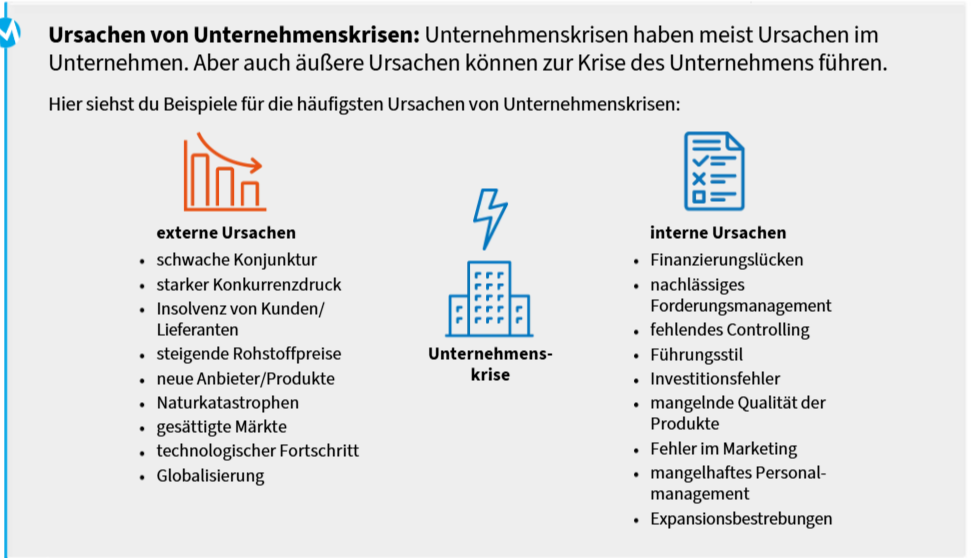 Ursachen von Unternehmenskrisen: Unternehmenskrisen haben meist Ursachen im
Unternehmen. Aber auch äußere Ursachen können zur Krise des Unternehmens führen.
Hier siehst du Beispiele für die häufigsten Ursachen von Unternehmenskrisen:
externe Ursachen
• schwache Konjunktur
• starker Konkurrenzdruck
• Insolvenz von Kunden/
Lieferanten
• steigende Rohstoffpreise
• neue Anbieter/Produkte
• Naturkatastrophen
• gesättigte Märkte
• technologischer Fortschritt
• Globalisierung
Unternehmens-
krise
interne Ursachen
• Finanzierungslücken
• nachlässiges
Forderungsmanagement
• fehlendes Controlling
• Führungsstil
• Investitionsfehler
• mangelnde Qualität der
Produkte
• Fehler im Marketing
• mangelhaftes Personal-
management
• Expansionsbestrebungen